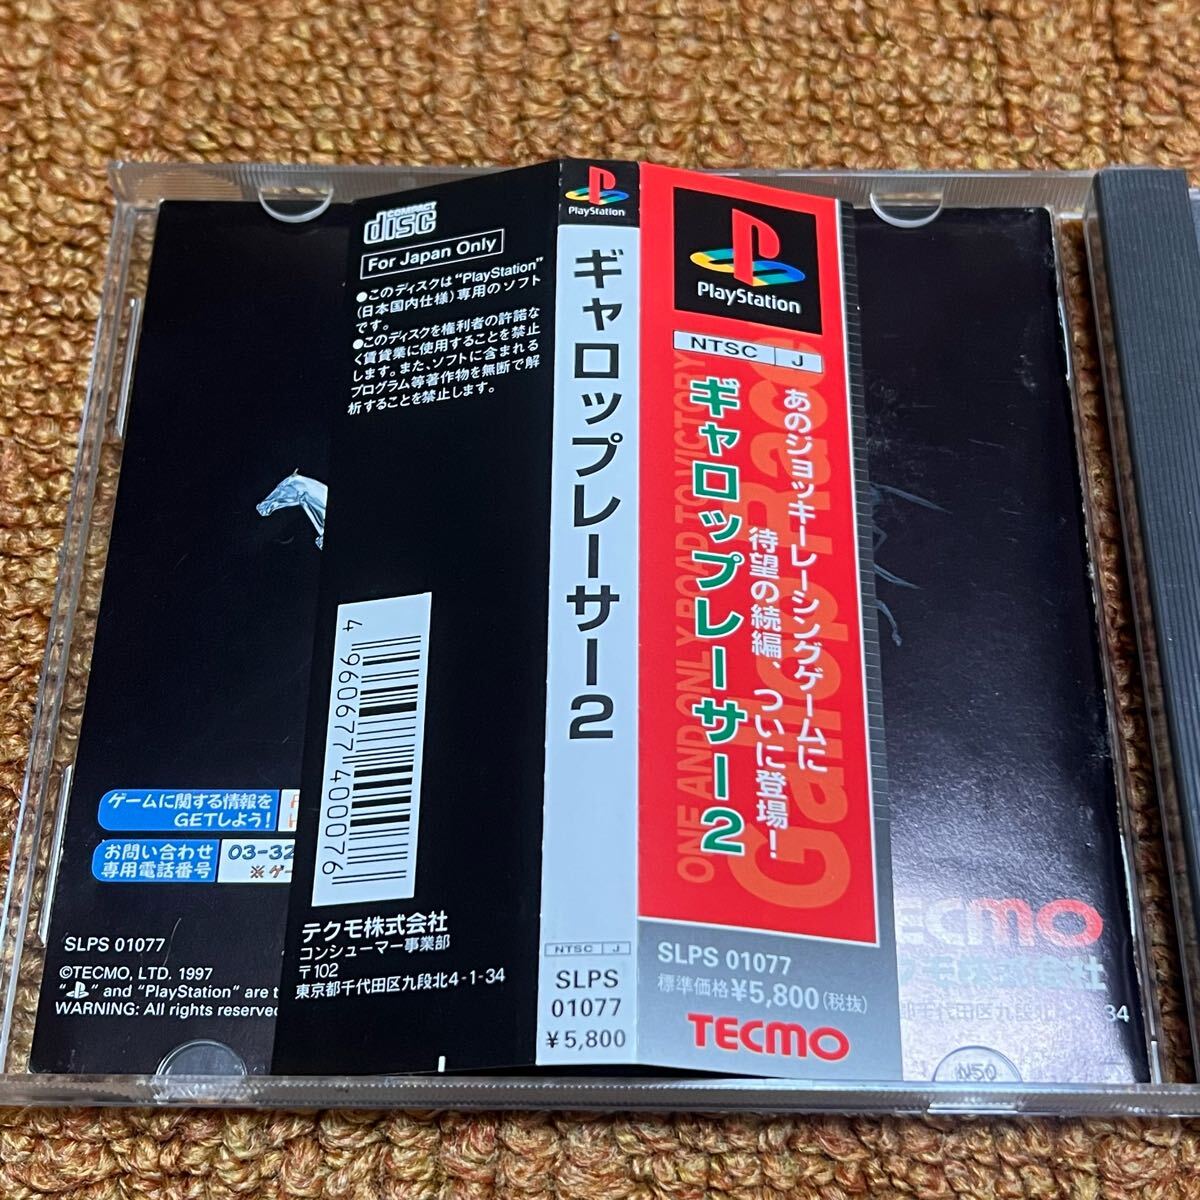 COMPACT
disc
For Japan Only
●このディスクは“PlayStation”
(日本国内仕様)専用のソフト
です。
●このディスクを権利者の許諾な
く賃貸業に使用することを禁止
します。また、ソフトに含まれる
プログラム等著作物を無断で解
析することを禁止します。
4960677400076
テクモ株式会社
コンシューマー事業部
〒102
東京都千代田区九段北4-1-34
ゲームに関する情報を
GETしよう!
お問い合わせ
専用電話番号
03-32
※ゲー
SLPS 01077
©TECMO, LTD. 1997
" " and "PlayStation" are t
WARNING: All rights reserve
PlayStation
ギャロップレーサー2
NTSC J
SLPS
01077
¥5,800
PlayStation
NTSC J
あのジョッキーレーシングゲームに
待望の続編、ついに登場!
ギャロップレーサー2
ONE AND ONLY ROAD TO VICTORY
Gallop Rac
SLPS 01077
標準価格¥5,800(税抜)
TECMO
ECMO
34